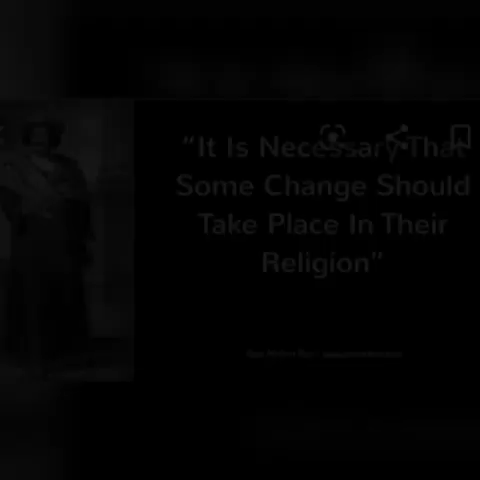 “It Is Necessary That
Some Change Should
Take Place In Their
Religion”